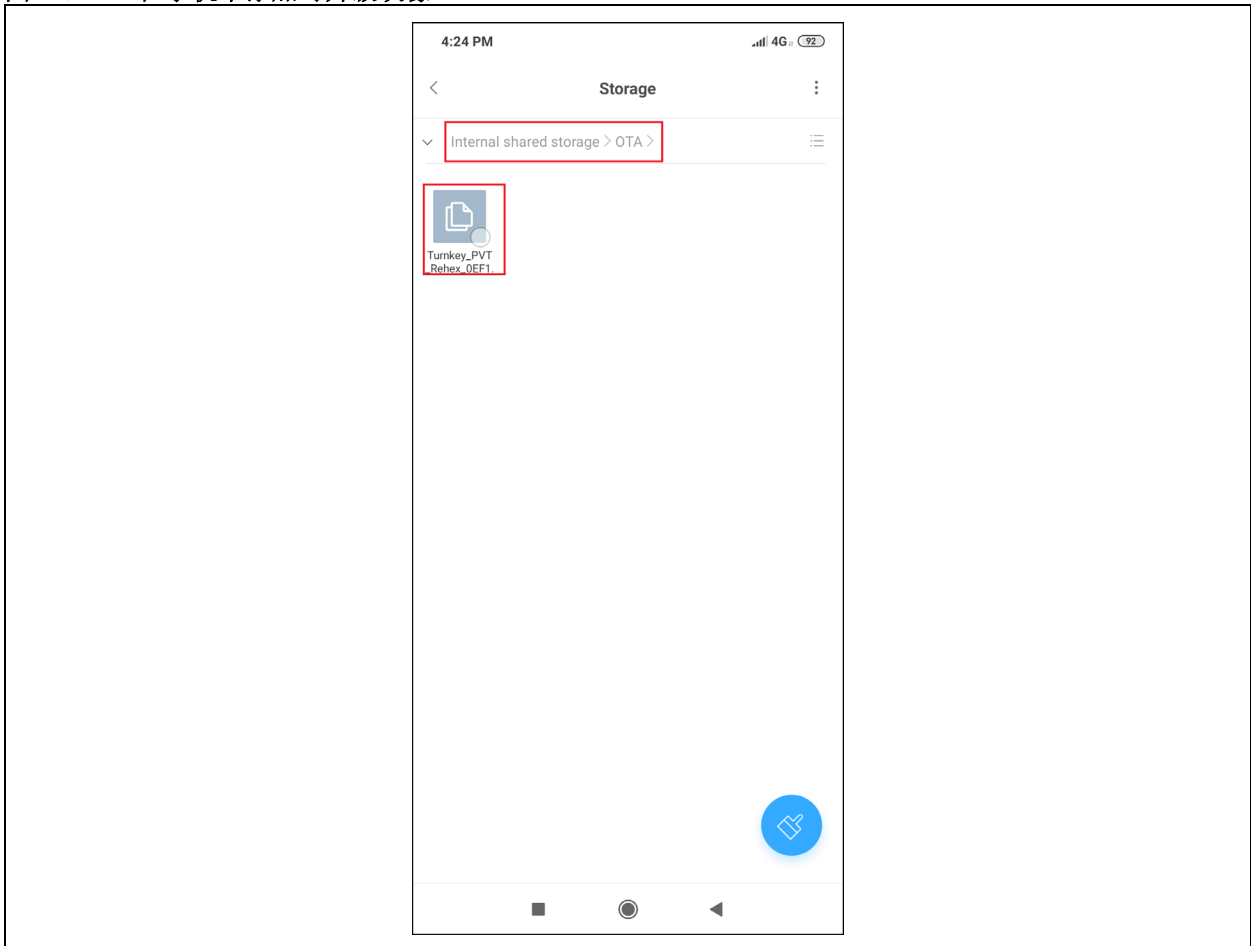 4:24 PM 4G 92
Storage
Internal shared storage > OTA >
Turnkey_PVT
_Rehex_0EF1.